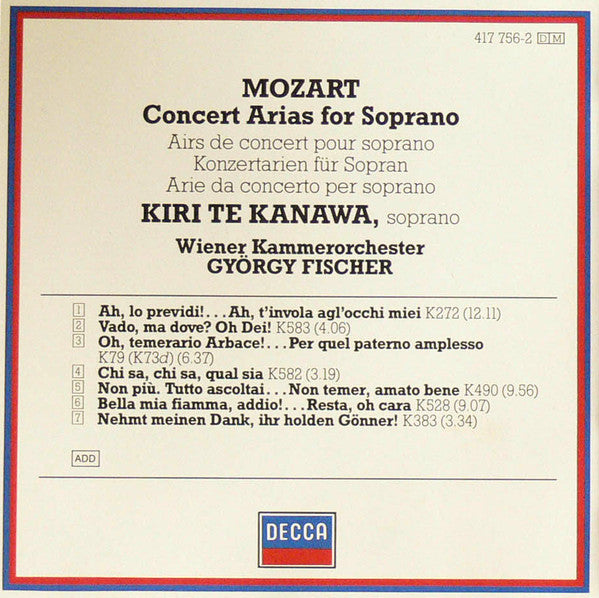 417 756-2 DM
MOZART
Concert Arias for Soprano
Airs de concert pour soprano
Konzertarien für Sopran
Arie da concerto per soprano
KIRI TE KANAWA, soprano
Wiener Kammerorchester
GYÖRGY FISCHER
1 Ah, lo previdi!...Ah, t'invola agl'occhi miei K272 (12.11)
2 Vado, ma dove? Oh Dei! K583 (4.06)
3 Oh, temerario Arbace!...Per quel paterno amplesso
K79 (K73d) (6.37)
4 Chi sa, chi sa, qual sia K582 (3.19)
5 Non più. Tutto ascoltai...Non temer, amato bene K490 (9.56)
6 Bella mia fiamma, addio!...Resta, oh cara K528 (9.07)
7 Nehmt meinen Dank, ihr holden Gönner! K383 (3.34)
ADD
DECCA